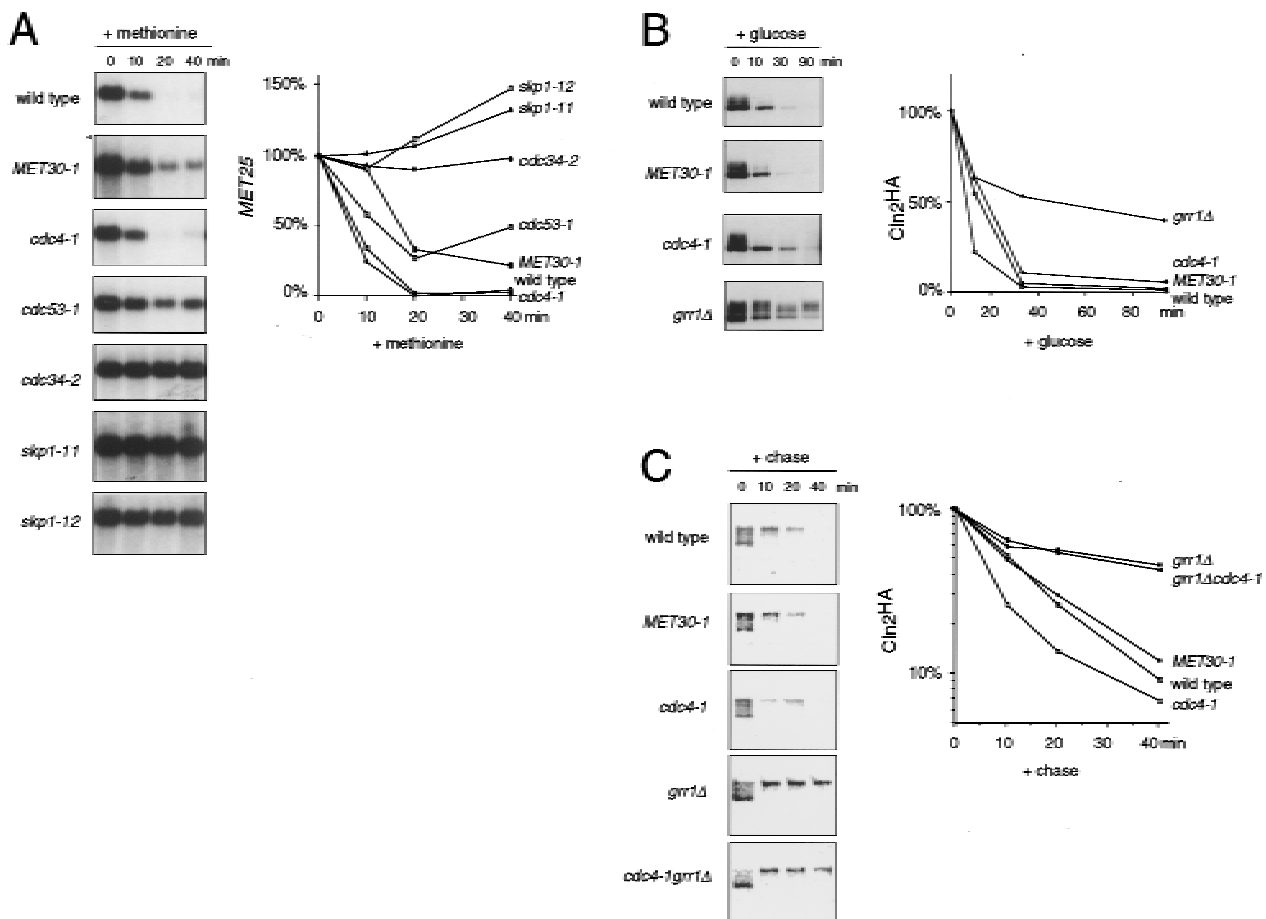 A
+ methionine
0 10 20 40 min
wild type
MET30-1
cdc4-1
cdc53-1
cdc34-2
skp1-11
skp1-12
MET25
150%
100%
50%
0%
skp1-12
skp1-11
cdc34-2
cdc53-1
MET30-1
wild type
cdc4-1
0 10 20 30 40 min
+ methionine
B
+ glucose
0 10 30 90 min
wild type
MET30-1
cdc4-1
grr1Δ
Cln2HA
100%
50%
0%
grr1Δ
cdc4-1
MET30-1
wild type
0 20 40 60 80 min
+ glucose
C
+ chase
0 10 20 40 min
wild type
MET30-1
cdc4-1
grr1Δ
cdc4-1grr1Δ
Cln2HA
100%
10%
grr1Δ
grr1Δcdc4-1
MET30-1
wild type
cdc4-1
0 10 20 30 40 min
+ chase